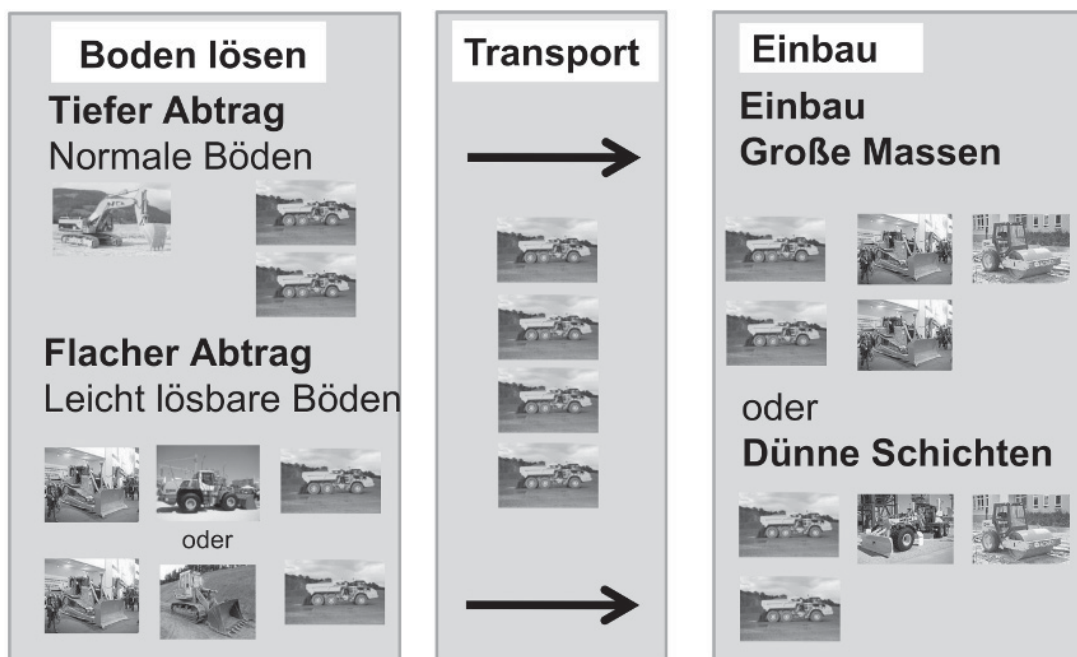 Boden lösen
Tiefer Abtrag
Normale Böden
Flacher Abtrag
Leicht lösbare Böden
oder
Transport
Einbau
Einbau
Große Massen
oder
Dünne Schichten